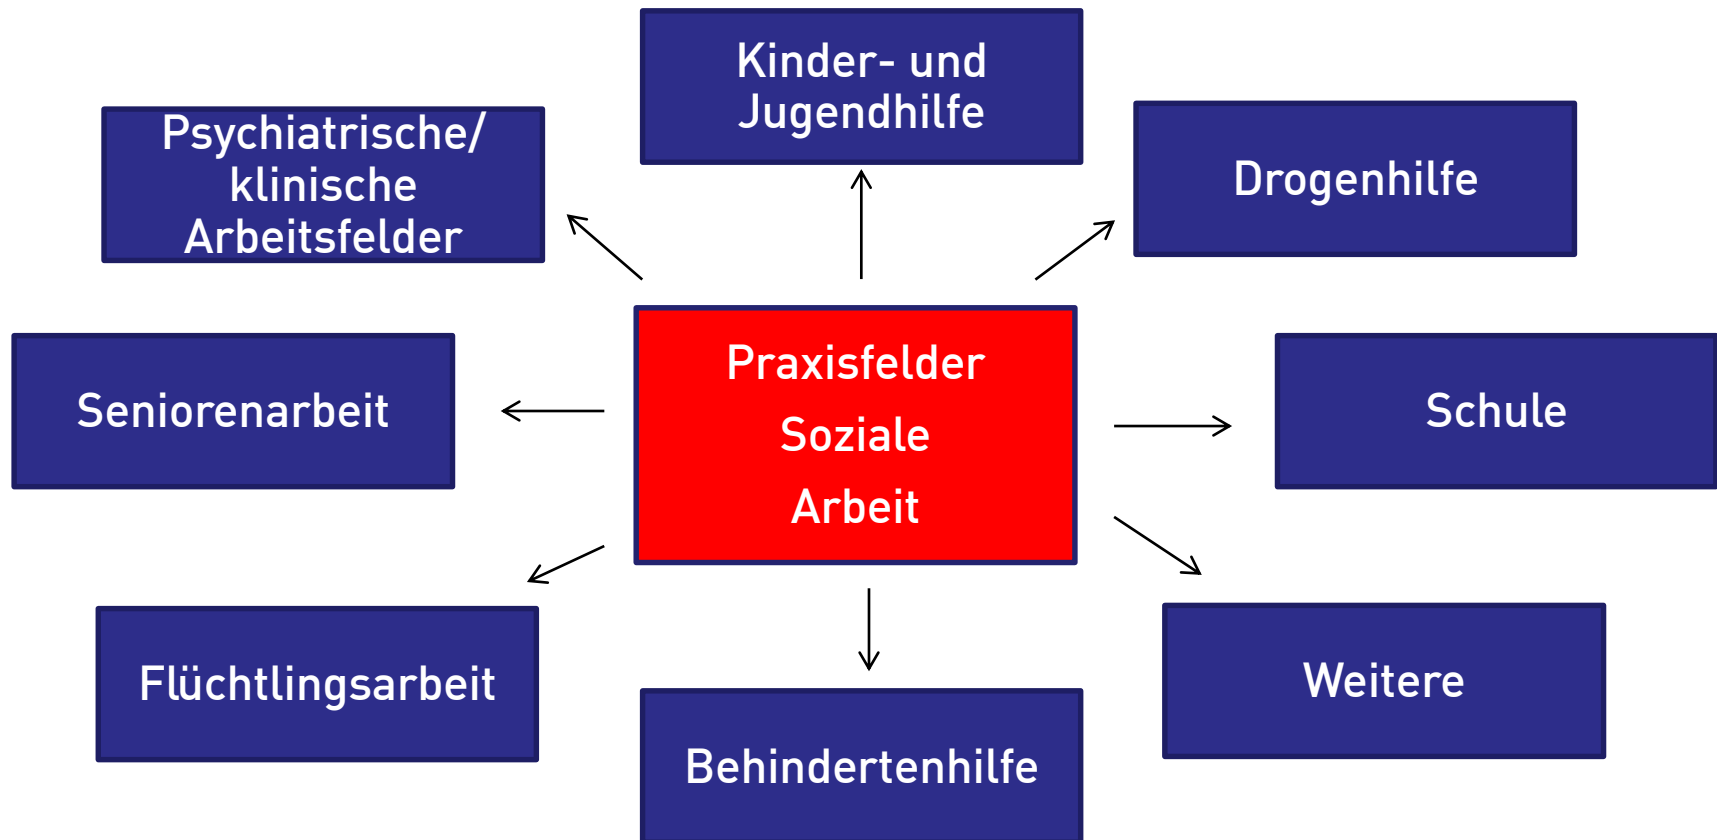 Kinder- und
Jugendhilfe
Psychiatrische/
klinische
Arbeitsfelder
Drogenhilfe
Praxisfelder
Soziale
Arbeit
Seniorenarbeit
Schule
Flüchtlingsarbeit
Weitere
Behindertenhilfe